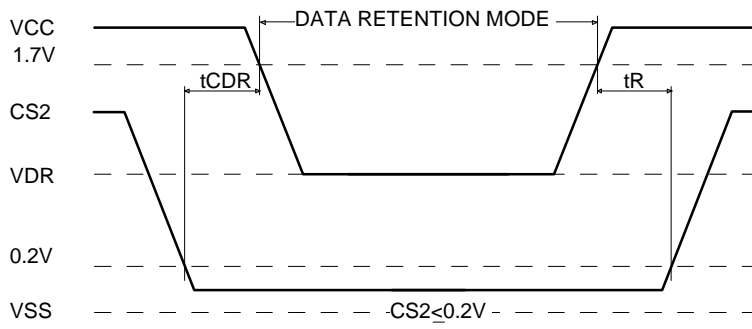 VCC
DATA RETENTION MODE
1.7V
tCDR
tR
CS2
VDR
0.2V
VSS
CS2≤0.2V